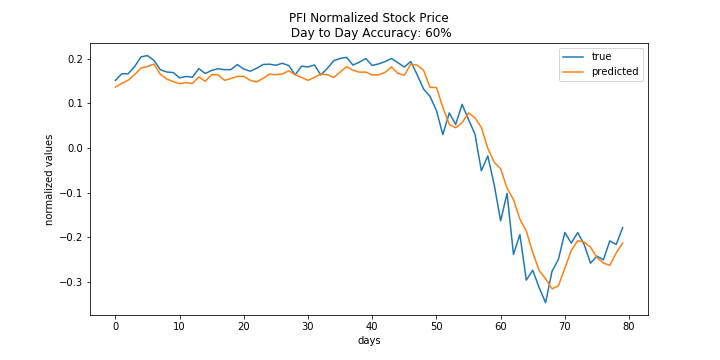 PFI Normalized Stock Price
Day to Day Accuracy: 60%
true
predicted
normalized values
0.2
0.1
0.0
−0.1
−0.2
−0.3
0 10 20 30 40 50 60 70 80
days